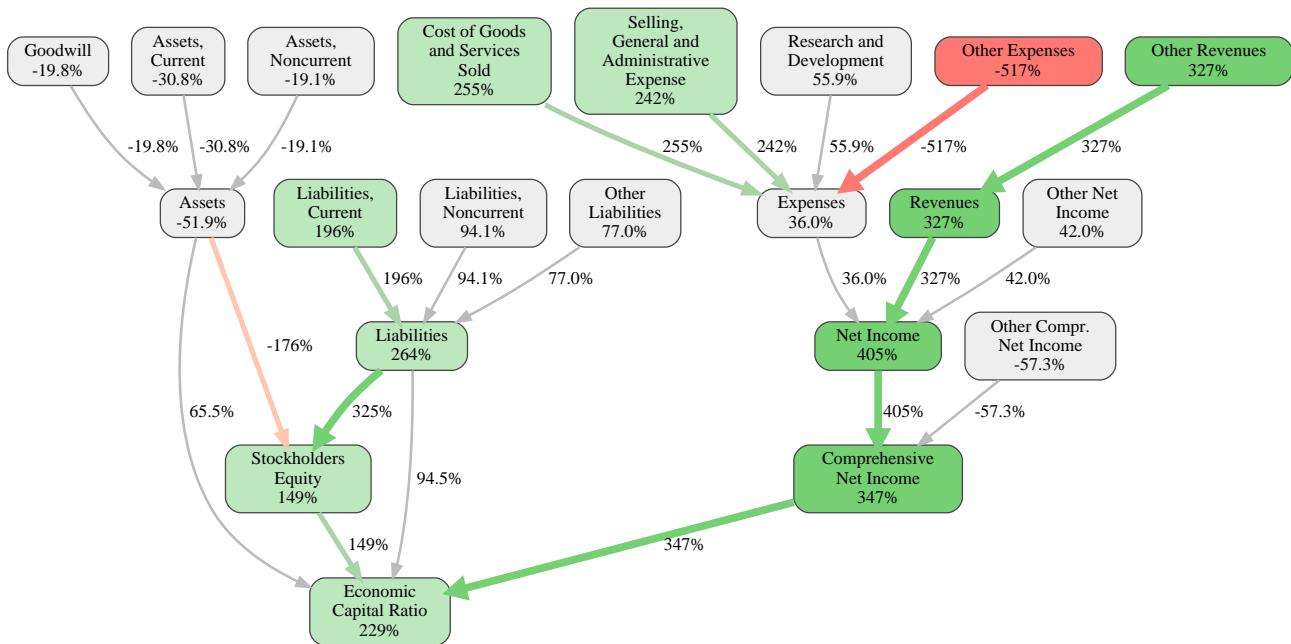 Goodwill
-19.8%
Assets,
Current
-30.8%
Assets,
Noncurrent
-19.1%
Cost of Goods
and Services
Sold
255%
Selling,
General and
Administrative
Expense
242%
Research and
Development
55.9%
Other Expenses
-517%
Other Revenues
327%
-19.8%
-30.8%
-19.1%
255%
242%
55.9%
-517%
327%
Assets
-51.9%
Liabilities,
Current
196%
Liabilities,
Noncurrent
94.1%
Other
Liabilities
77.0%
Expenses
36.0%
Revenues
327%
Other Net
Income
42.0%
196%
94.1%
77.0%
36.0%
327%
42.0%
-176%
Liabilities
264%
Net Income
405%
Other Compr.
Net Income
-57.3%
65.5%
325%
405%
-57.3%
Stockholders
Equity
149%
94.5%
Comprehensive
Net Income
347%
149%
347%
Economic
Capital Ratio
229%